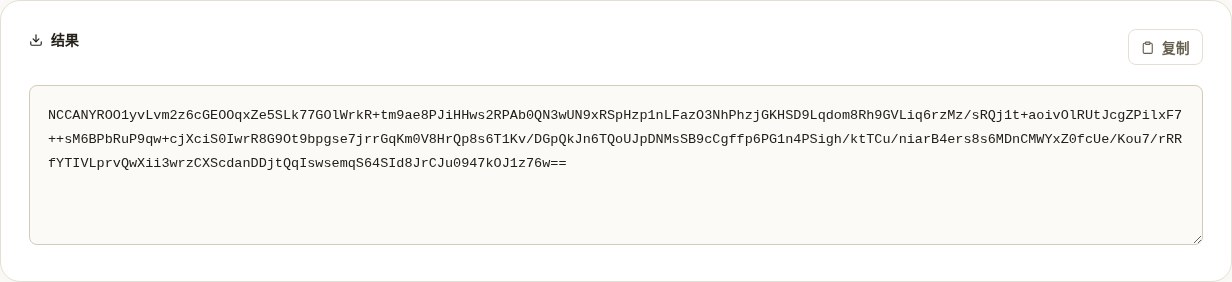 结果
复制
NCCANYROO1yvLvm2z6cGEOOqxZe5SLk77GOlWrkR+tm9ae8PJiHHws2RPAb0QN3wUN9xRSpHzp1nLFazO3NhPhzjGKHSD9Lqdom8Rh9GVLiq6rzMz/sRQj1t+aoivOlRUtJcgZPilxF7
++sM6BPbRuP9qw+cjXciS0IwrR8G9Ot9bpgse7jrrGqKm0V8HrQp8s6T1Kv/DGpQkJn6TQoUJpDNMsSB9cCgffp6PG1n4PSigh/ktTCu/niarB4ers8s6MDnCMWYxZ0fcUe/Kou7/rRR
fYTIVLprvQwXii3wrzCXScdanDDjtQqIswsemqS64SId8JrCJu0947kOJ1z76w==